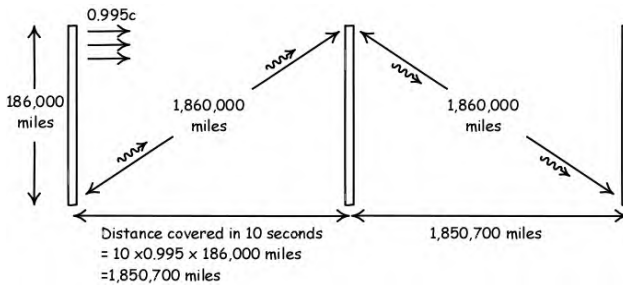 0.995c
186,000
miles
1,860,000
miles
1,860,000
miles
Distance covered in 10 seconds
= 10 x0.995 x 186,000 miles
=1,850,700 miles
1,850,700 miles